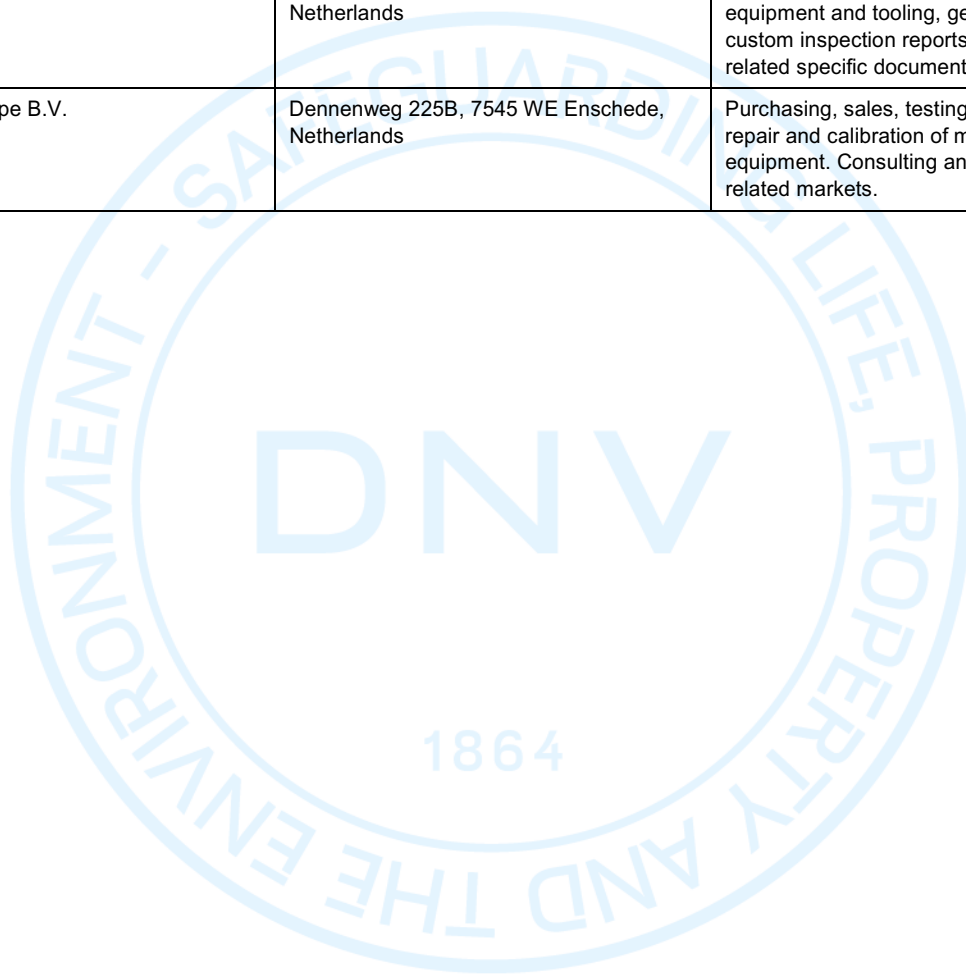 Netherlands
equipment and tooling, ge
custom inspection reports
related specific document
pe B.V.
Dennenweg 225B, 7545 WE Enschede,
Netherlands
Purchasing, sales, testing
repair and calibration of m
equipment. Consulting an
related markets.
SAFEGUARDING LIFE, PROPERTY AND THE ENVIRONMENT -
DNV
1864